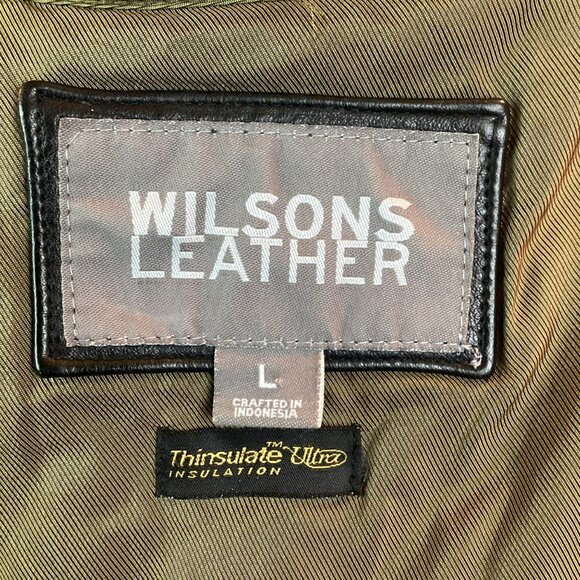 WILSONS
LEATHER
L
CRAFTED IN
INDONESIA
Thinsulate™ Ultra
INSULATION